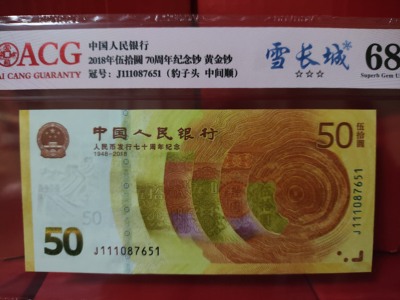 ACG
AI CANG GUARANTY
中国人民银行
2018年伍拾圆 70周年纪念钞 黄金钞
冠号：J111087651（豹子头 中间顺）
雪长城*
☆☆☆
68
Superb Gem U
中国人民银行
人民币发行七十周年纪念
1948-2018
50
伍拾圆
J111087651
50
50
J111087651